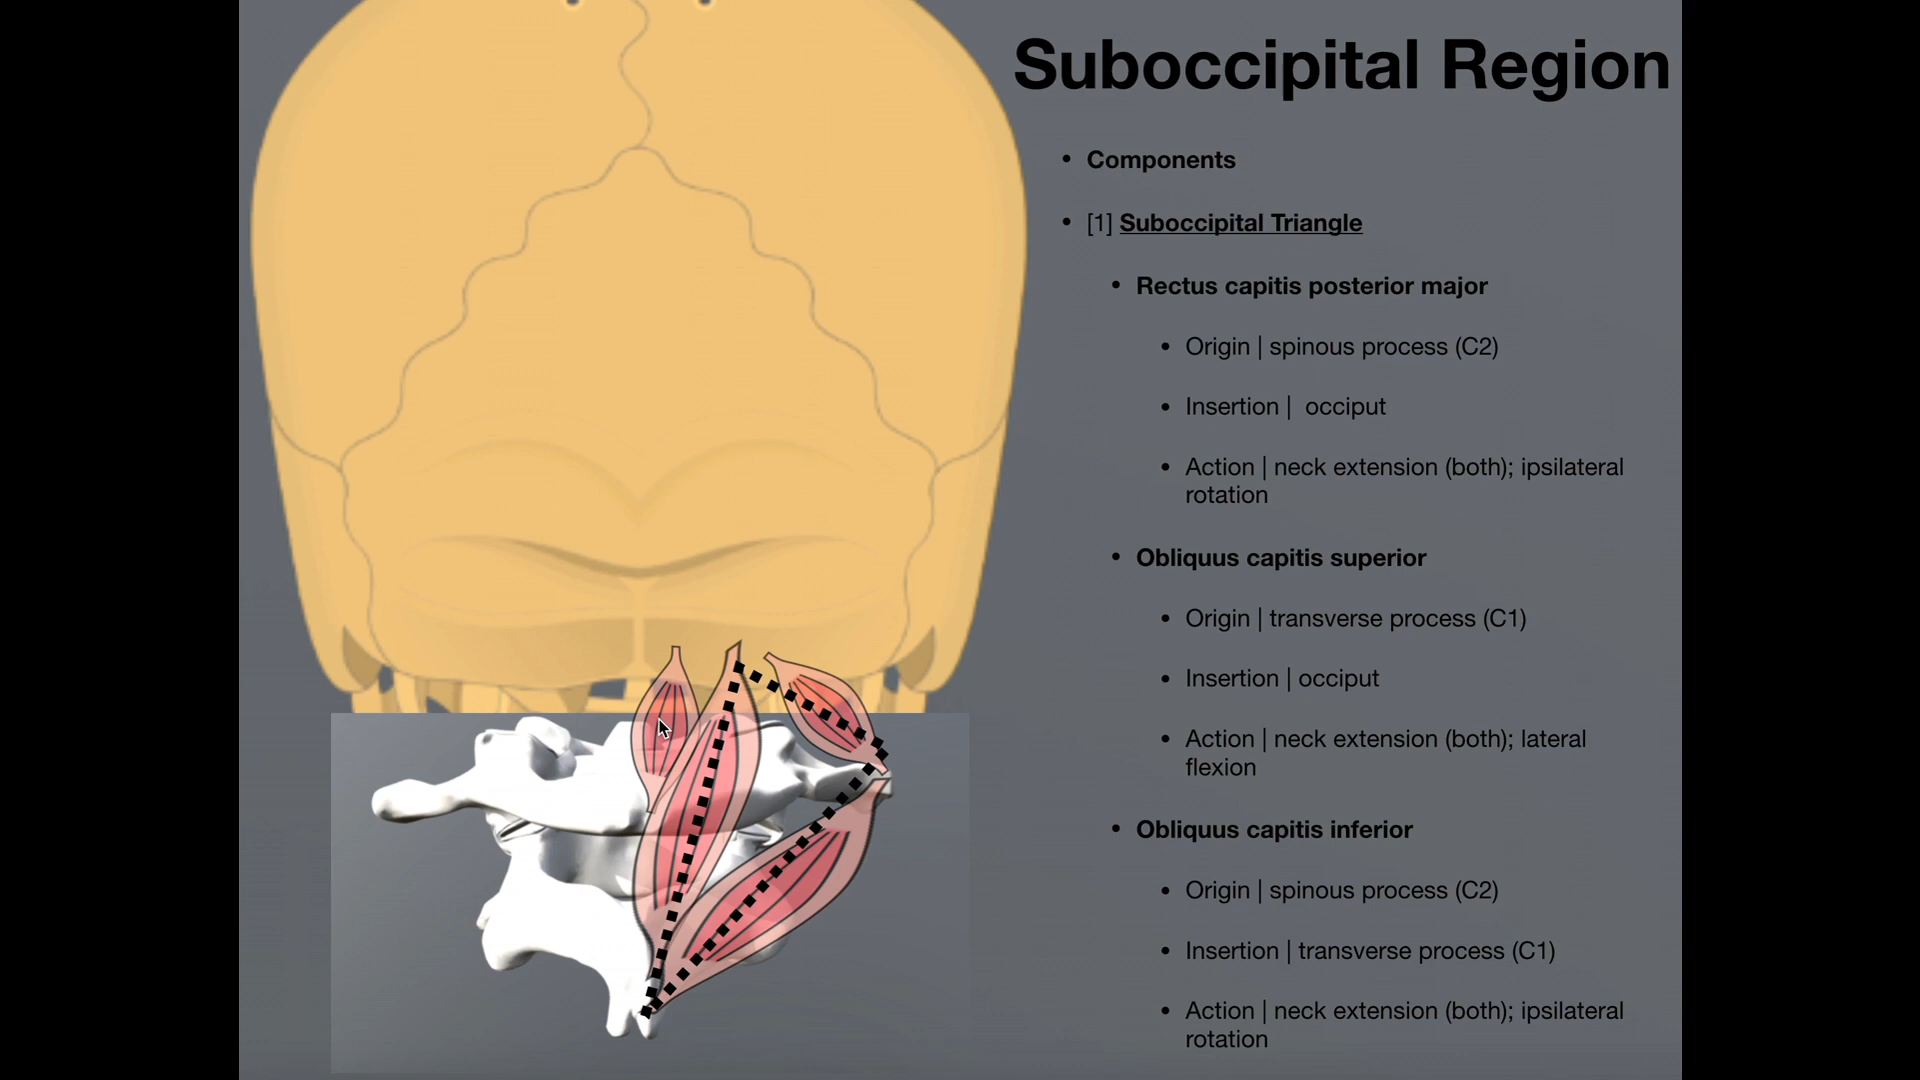 Suboccipital Region
• Components
• [1] Suboccipital Triangle
• Rectus capitis posterior major
• Origin | spinous process (C2)
• Insertion | occiput
• Action | neck extension (both); ipsilateral
rotation
• Obliquus capitis superior
• Origin | transverse process (C1)
• Insertion | occiput
• Action | neck extension (both); lateral
flexion
• Obliquus capitis inferior
• Origin | spinous process (C2)
• Insertion | transverse process (C1)
• Action | neck extension (both); ipsilateral
rotation